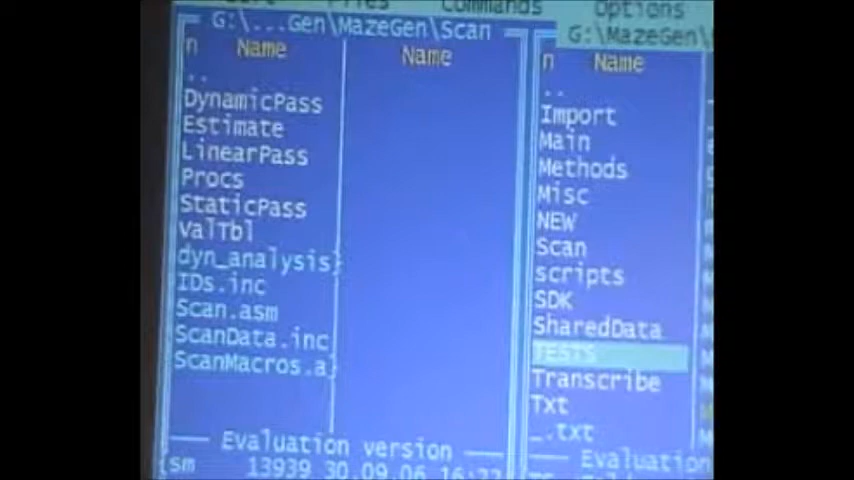 Files Commands Options
G:\...Gen\MazeGen\Scan
G:\MazeGen\
n Name Name
n Name
..
DynamicPass
Estimate
LinearPass
Procs
StaticPass
ValTbl
dyn_analysis}
IDs.inc
Scan.asm
ScanData.inc
ScanMacros.a}
Evaluation version
13939 30.09.06
..
Import
Main
Methods
Misc
NEW
Scan
scripts
SDK
SharedData
TESTS
Transcribe
Txt
_.txt
Evaluation